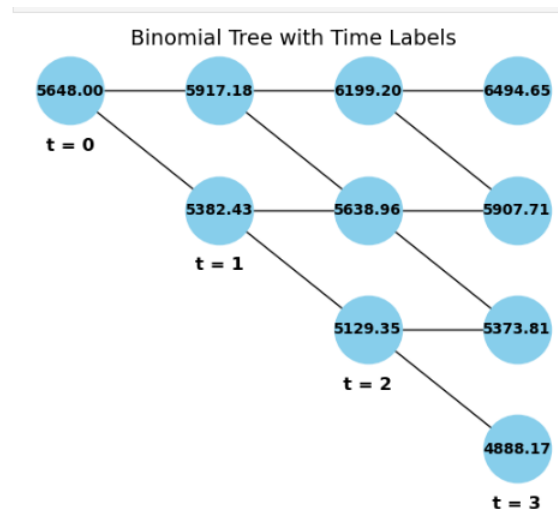 Binomial Tree with Time Labels
5648.00 5917.18 6199.20 6494.65
t = 0
5382.43 5638.96 5907.71
t = 1
5129.35 5373.81
t = 2
4888.17
t = 3